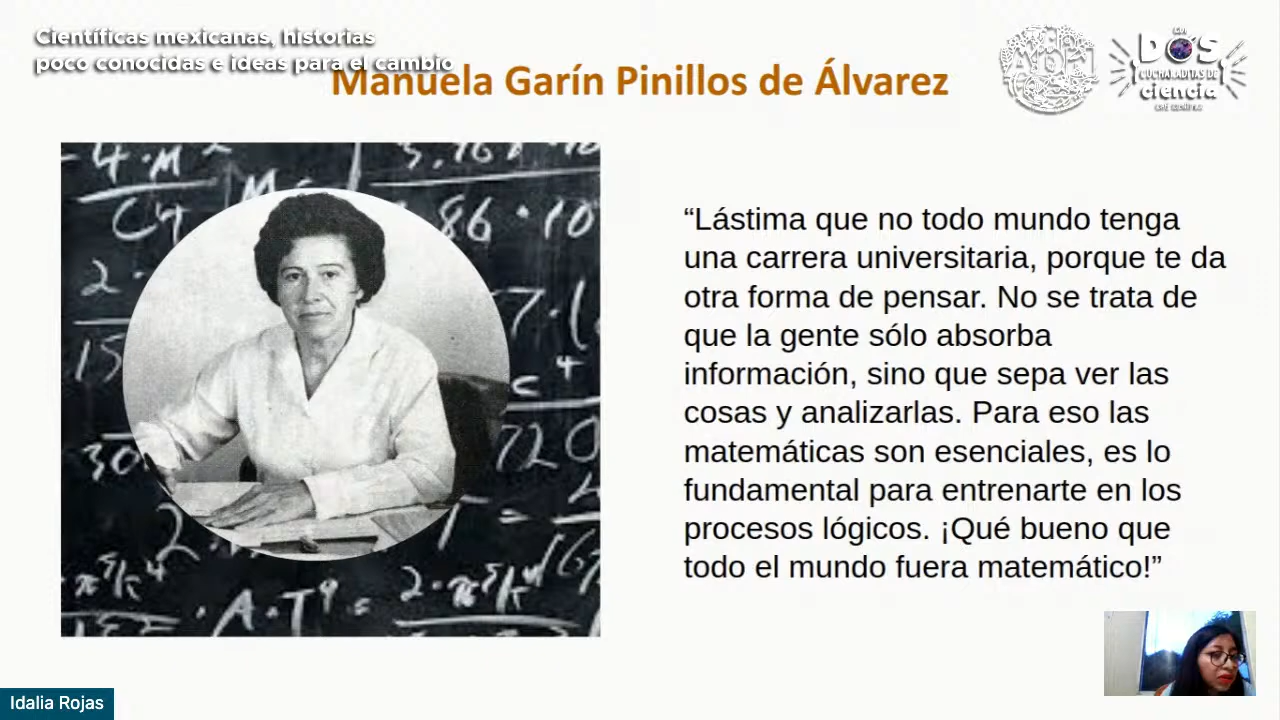 Científicas mexicanas, historias
poco conocidas e ideas para el cambio
Manuela Garín Pinillos de Álvarez
DOS
CUCHARADITAS DE
ciencia
“Lástima que no todo mundo tenga
una carrera universitaria, porque te da
otra forma de pensar. No se trata de
que la gente sólo absorba
información, sino que sepa ver las
cosas y analizarlas. Para eso las
matemáticas son esenciales, es lo
fundamental para entrenarte en los
procesos lógicos. ¡Qué bueno que
todo el mundo fuera matemático!”
Idalia Rojas